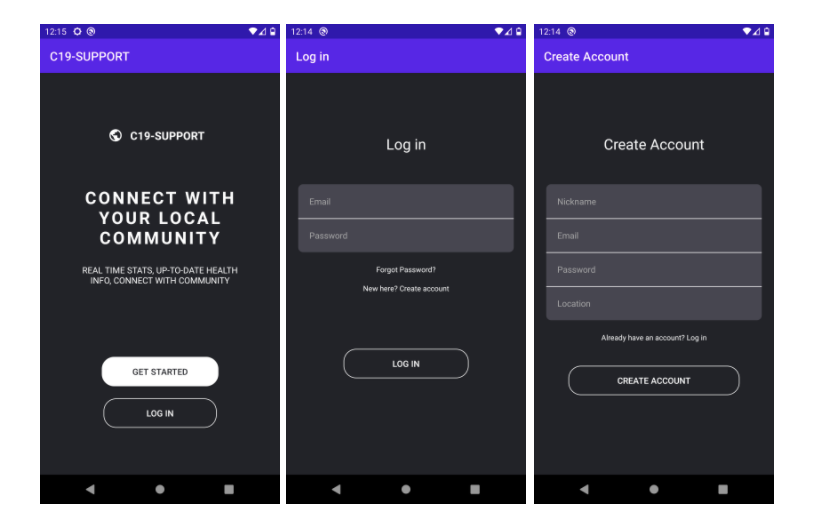 12:15
C19-SUPPORT
C19-SUPPORT
CONNECT WITH
YOUR LOCAL
COMMUNITY
REAL TIME STATS, UP-TO-DATE HEALTH
INFO, CONNECT WITH COMMUNITY
GET STARTED
LOG IN
12:14
Log in
Log in
Email
Password
Forgot Password?
New here? Create account
LOG IN
12:14
Create Account
Create Account
Nickname
Email
Password
Location
Already have an account? Log in
CREATE ACCOUNT